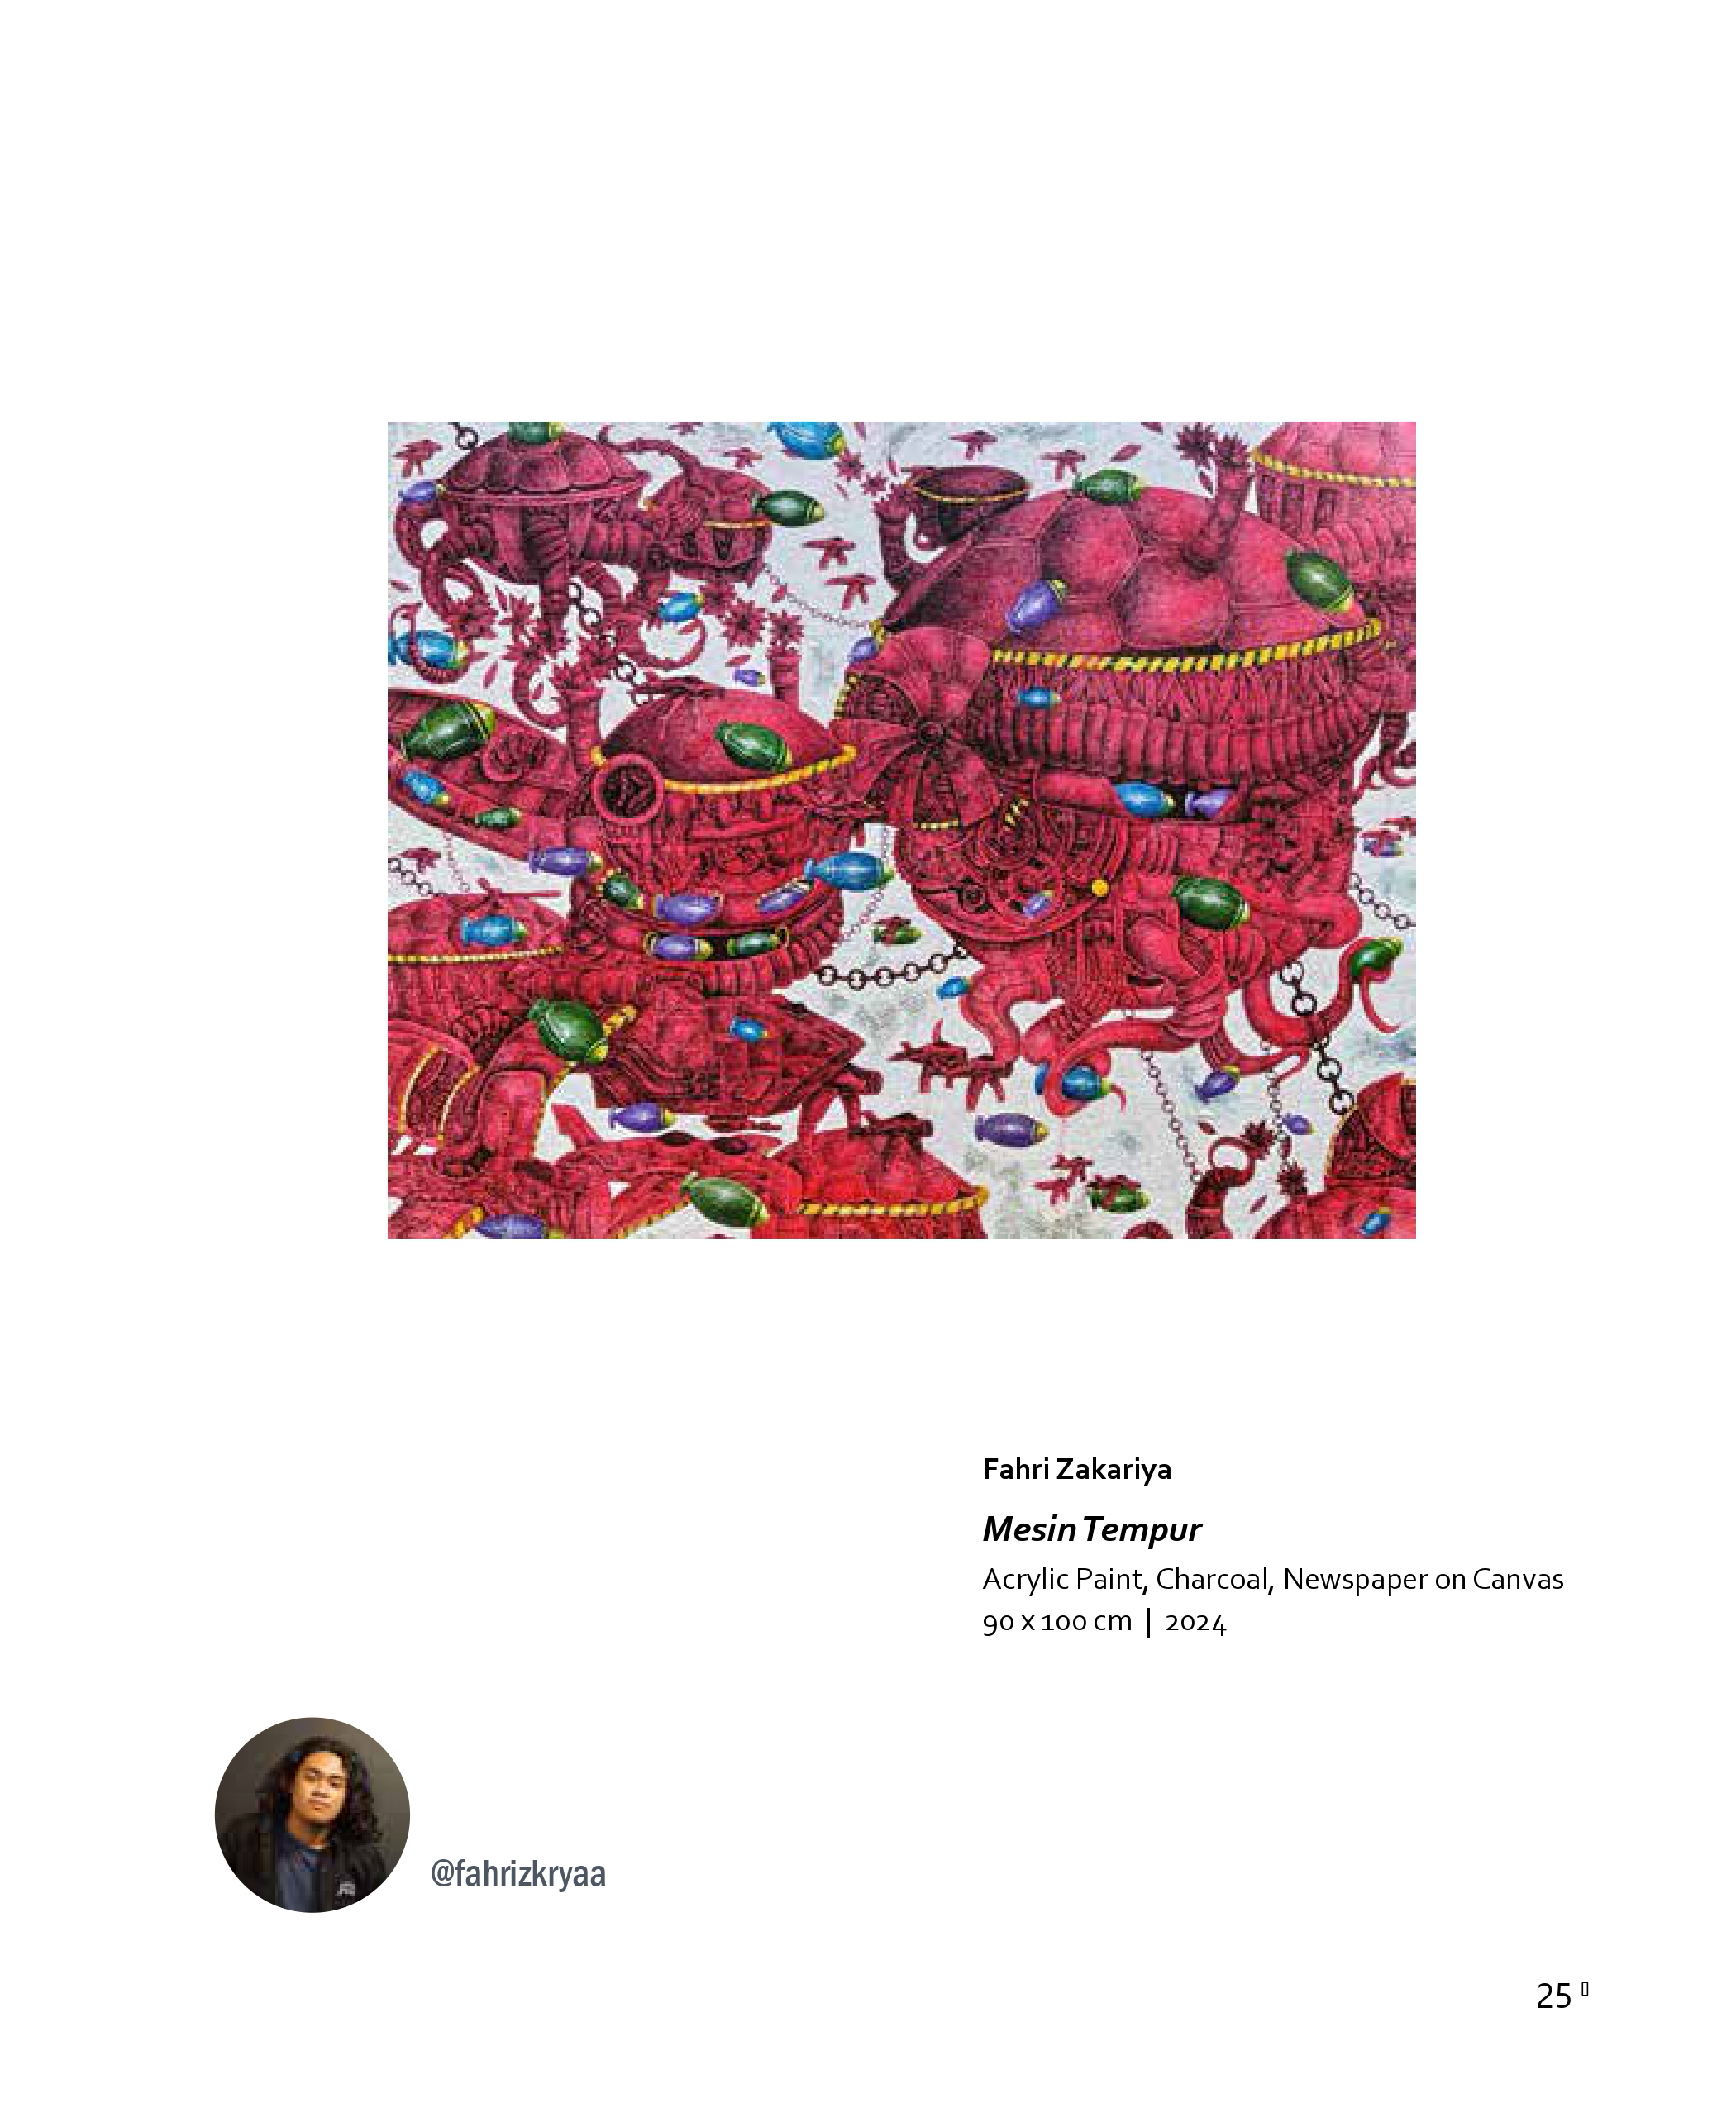 Fahri Zakariya
Mesin Tempur
Acrylic Paint, Charcoal, Newspaper on Canvas
90 x 100 cm | 2024
@fahrizkryaa
25